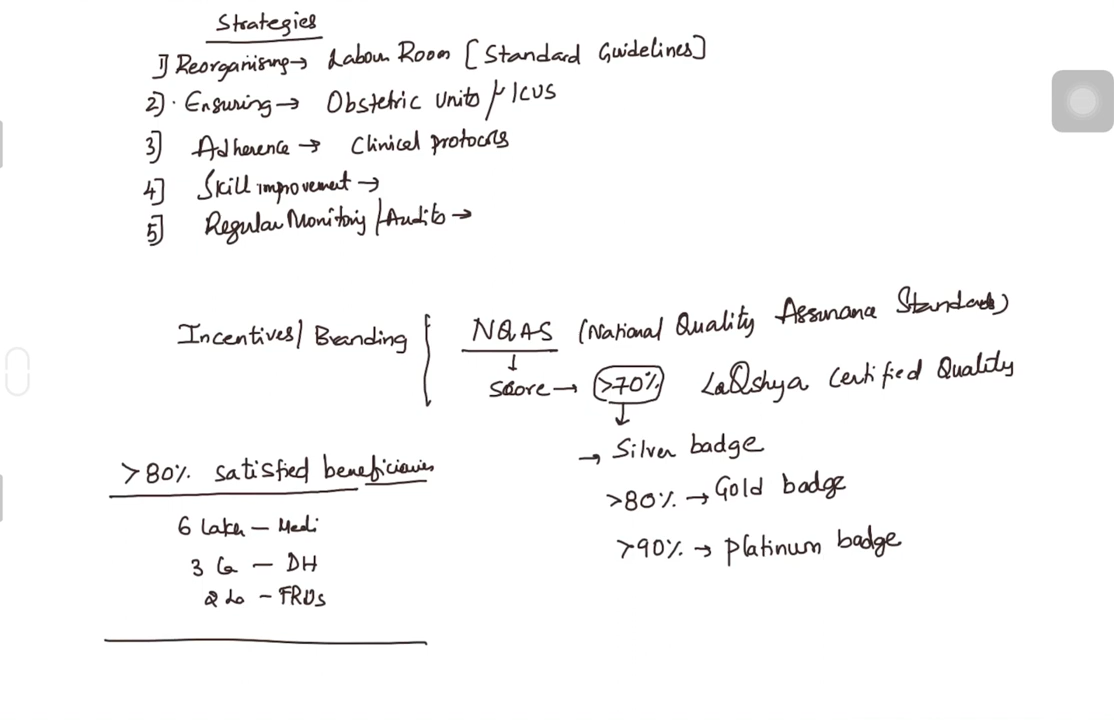 Strategies
1] Reorganising → Labour Room [Standard Guidelines]
2]. Ensuring → Obstetric Units / ICUS
3] Adherence → Clinical protocols
4] Skill improvement →
5] Regular Monitoring / Audits →
Incentives / Branding { NQAS (National Quality Assurance Standards)
↓
Score → >70% LaQshya Certified Quality
↓
→ Silver badge
>80% → Gold badge
>90% → Platinum badge
>80% satisfied beneficiaries
6 Lakh – Medi
3 – DH
2 – FRUs